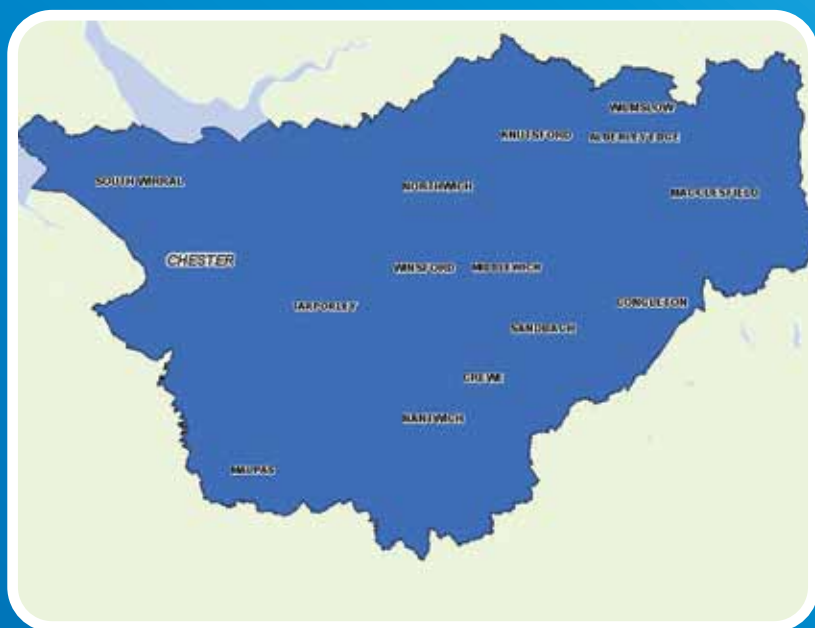 WILMSLOW
KNUTSFORD ALDERLEY EDGE
SOUTH WIRRAL
NORTHWICH
MACCLESFIELD
CHESTER
WINSFORD MIDDLEWICH
TARPORLEY
CONGLETON
SANDBACH
CREWE
NANTWICH
MALPAS